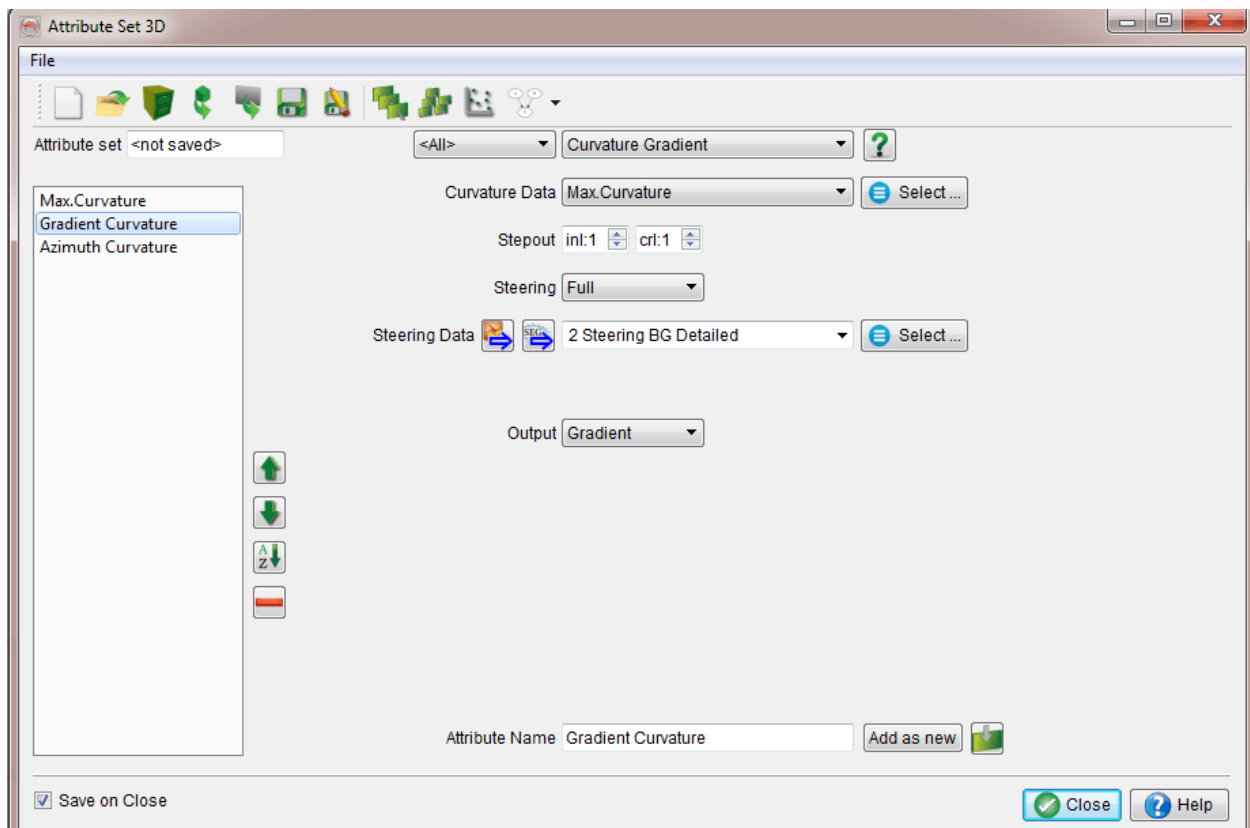 Attribute Set 3D
File
Attribute set <not saved>
<All>
Curvature Gradient
?
Max.Curvature
Gradient Curvature
Azimuth Curvature
Curvature Data Max.Curvature Select ...
Stepout inl:1 crl:1
Steering Full
Steering Data SEG 2 Steering BG Detailed Select ...
Output Gradient
A
Z
Attribute Name Gradient Curvature Add as new
Save on Close
Close
? Help